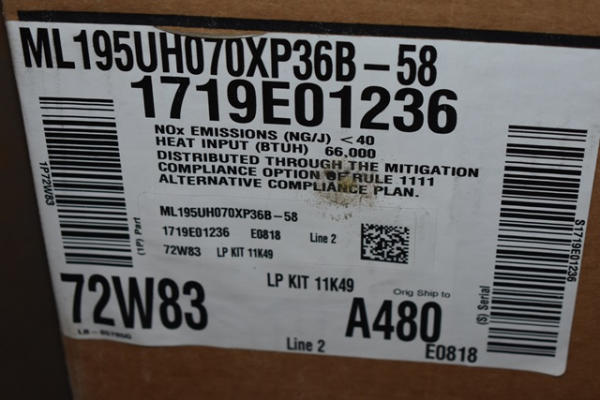 ML195UH070XP36B-58
1719E01236
NOx EMISSIONS (NG/J) <40
HEAT INPUT (BTUH) 66,000
DISTRIBUTED THROUGH THE MITIGATION
COMPLIANCE OPTION OF RULE 1111
ALTERNATIVE COMPLIANCE PLAN.
1P72W83
(1P) Part
ML195UH070XP36B-58
1719E01236 E0818 Line 2
72W83 LP KIT 11K49
S1719E01236
(S) Serial
LP KIT 11K49
72W83
Orig Ship to
A480
Line 2
E0818